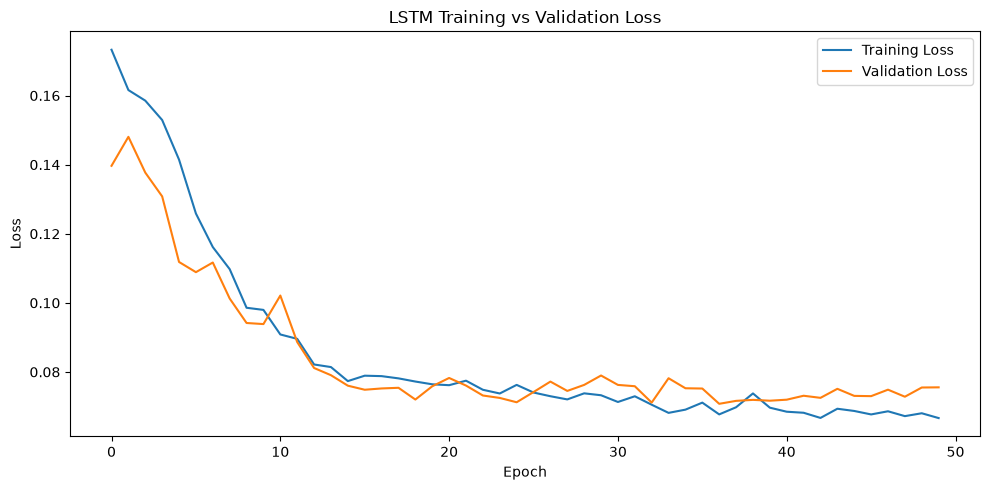 LSTM Training vs Validation Loss
Training Loss
Validation Loss
Loss
0.16
0.14
0.12
0.10
0.08
0 10 20 30 40 50
Epoch